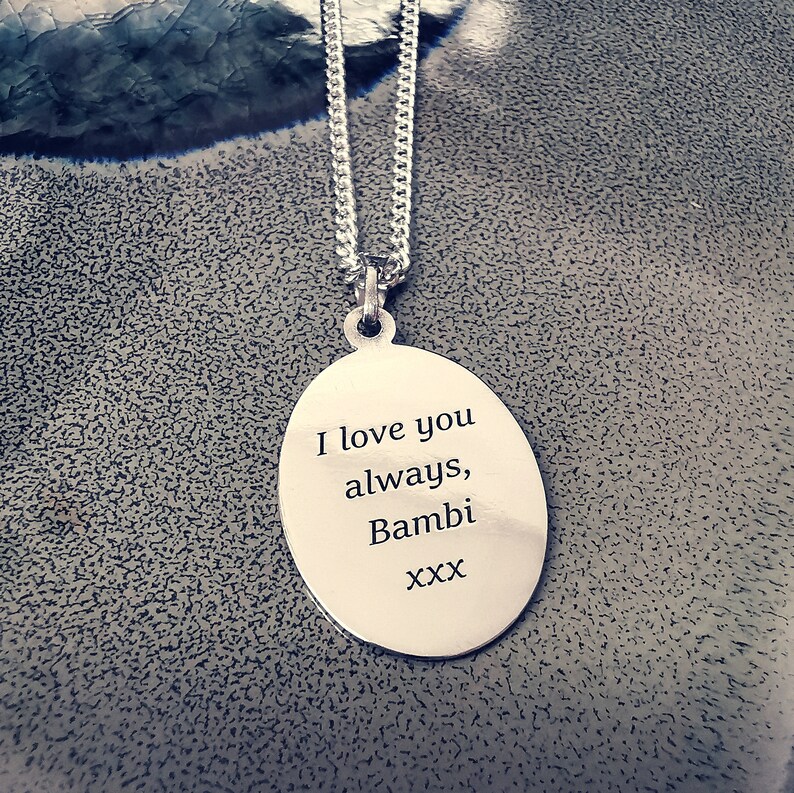 I love you
always,
Bambi
xxx